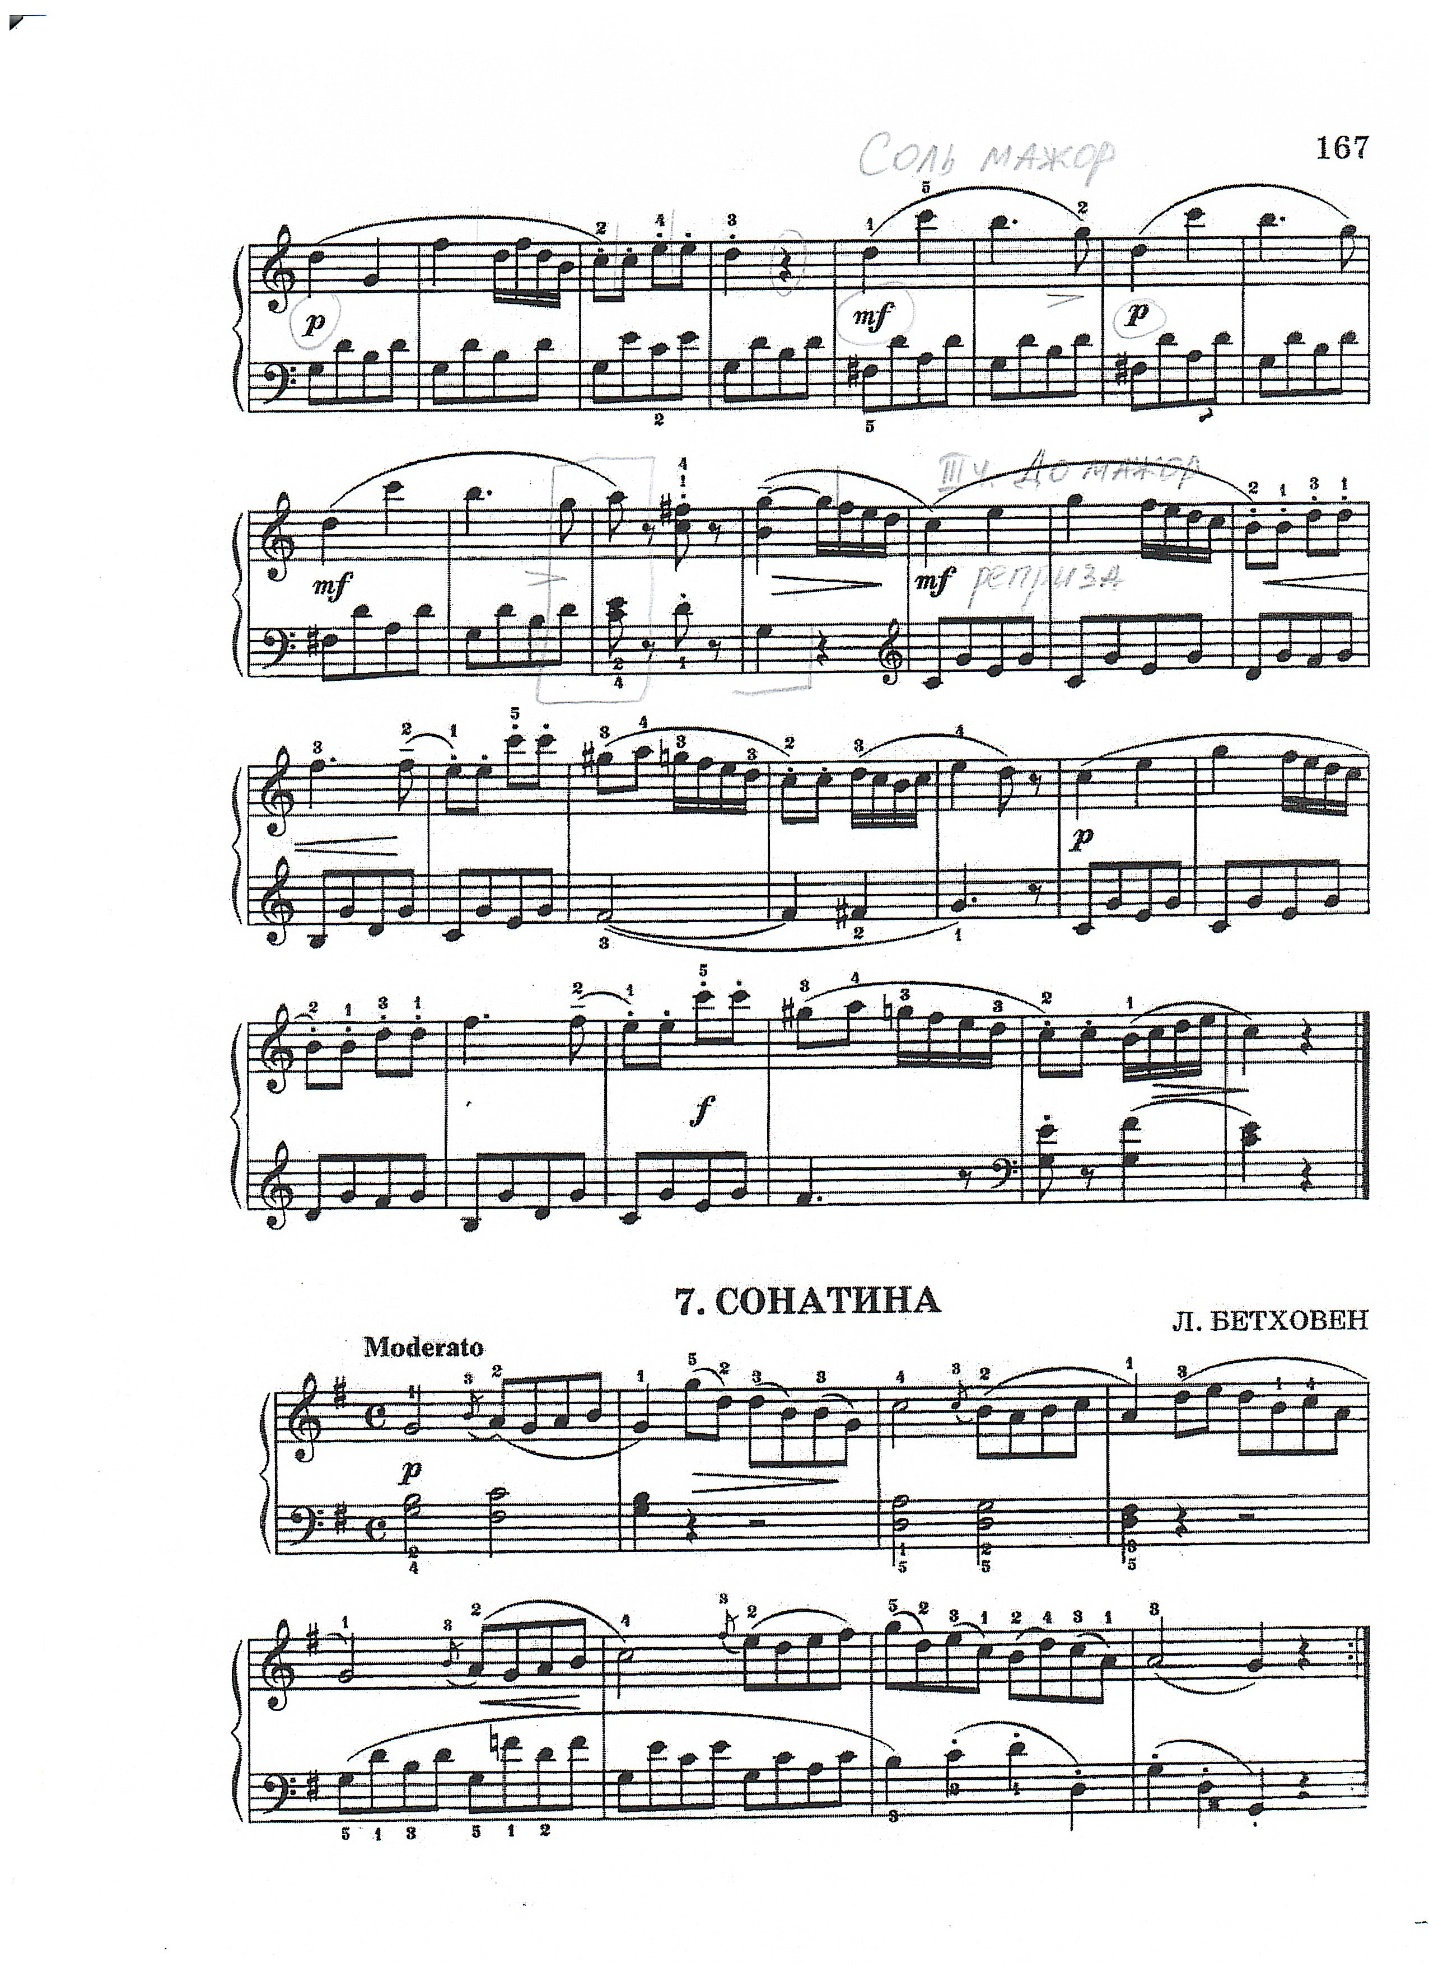 Соль мажор
167
p
mf
p
III ч. До мажор
mf
mf реприза
p
f
7. СОНАТИНА
Л. БЕТХОВЕН
Moderato
p